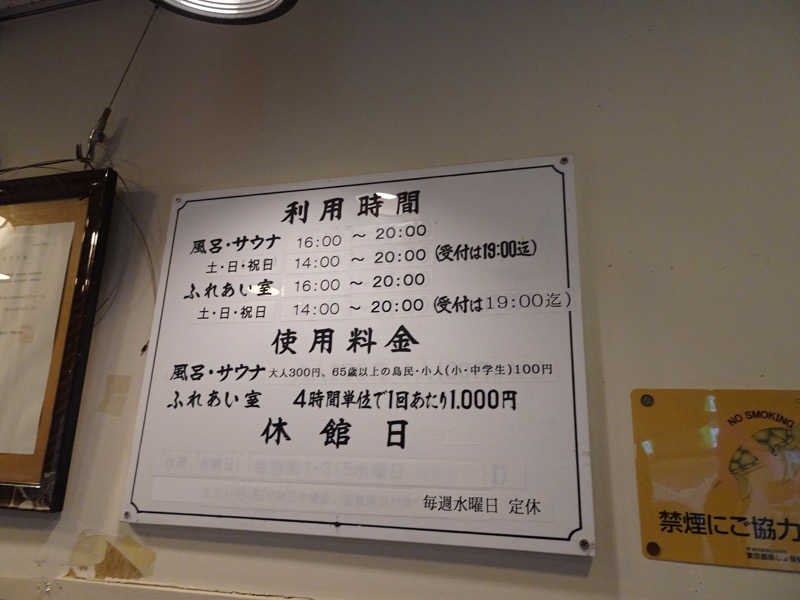 利用時間
風呂・サウナ 16:00 ～ 20:00
土・日・祝日 14:00 ～ 20:00 (受付は19:00迄)
ふれあい室 16:00 ～ 20:00
土・日・祝日 14:00 ～ 20:00 (受付は19:00迄)
使用料金
風呂・サウナ 大人300円、65歳以上の島民・小人(小・中学生)100円
ふれあい室 4時間単位で1回あたり1.000円
休館日
毎週水曜日 定休
NO SMOKING
禁煙にご協力